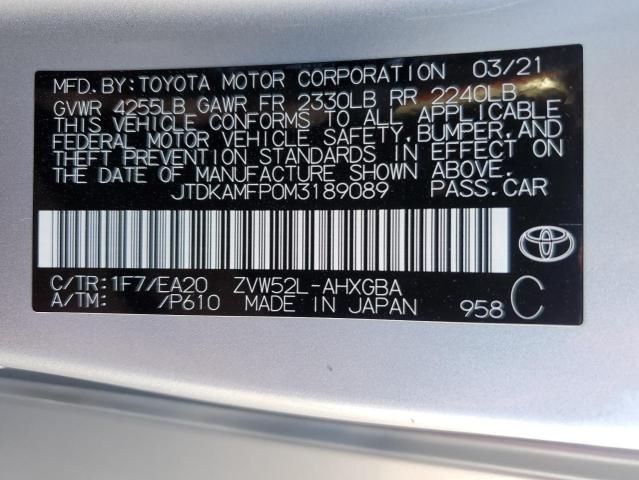 MFD.BY:TOYOTA MOTOR CORPORATION 03/21
GVWR 4255LB GAWR FR 2330LB RR 2240LB
THIS VEHICLE CONFORMS TO ALL APPLICABLE
FEDERAL MOTOR VEHICLE SAFETY, BUMPER, AND
THEFT PREVENTION STANDARDS IN EFFECT ON
THE DATE OF MANUFACTURE SHOWN ABOVE.
JTDKAMFP0M3189089 PASS.CAR
C/TR:1F7/EA20 ZVW52L-AHXGBA
A/TM: /P610 MADE IN JAPAN 958 C